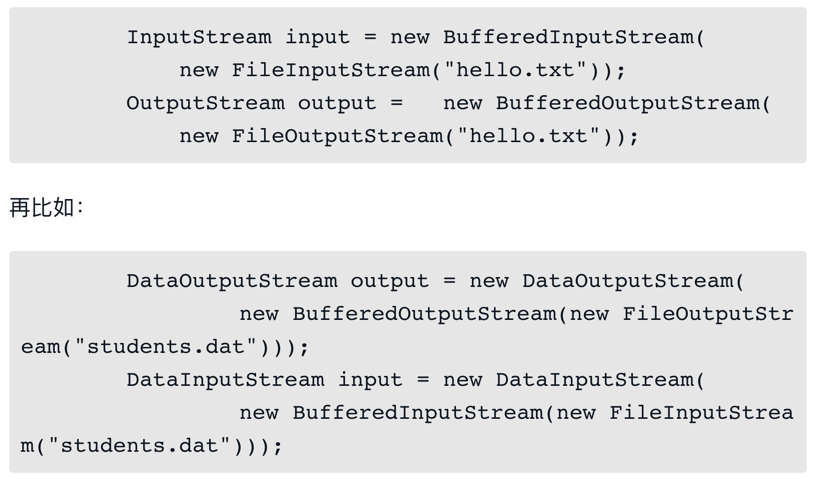 InputStream input = new BufferedInputStream(
new FileInputStream("hello.txt"));
OutputStream output =   new BufferedOutputStream(
new FileOutputStream("hello.txt"));
再比如：
DataOutputStream output = new DataOutputStream(
new BufferedOutputStream(new FileOutputStr
eam("students.dat")));
DataInputStream input = new DataInputStream(
new BufferedInputStream(new FileInputStrea
m("students.dat")));